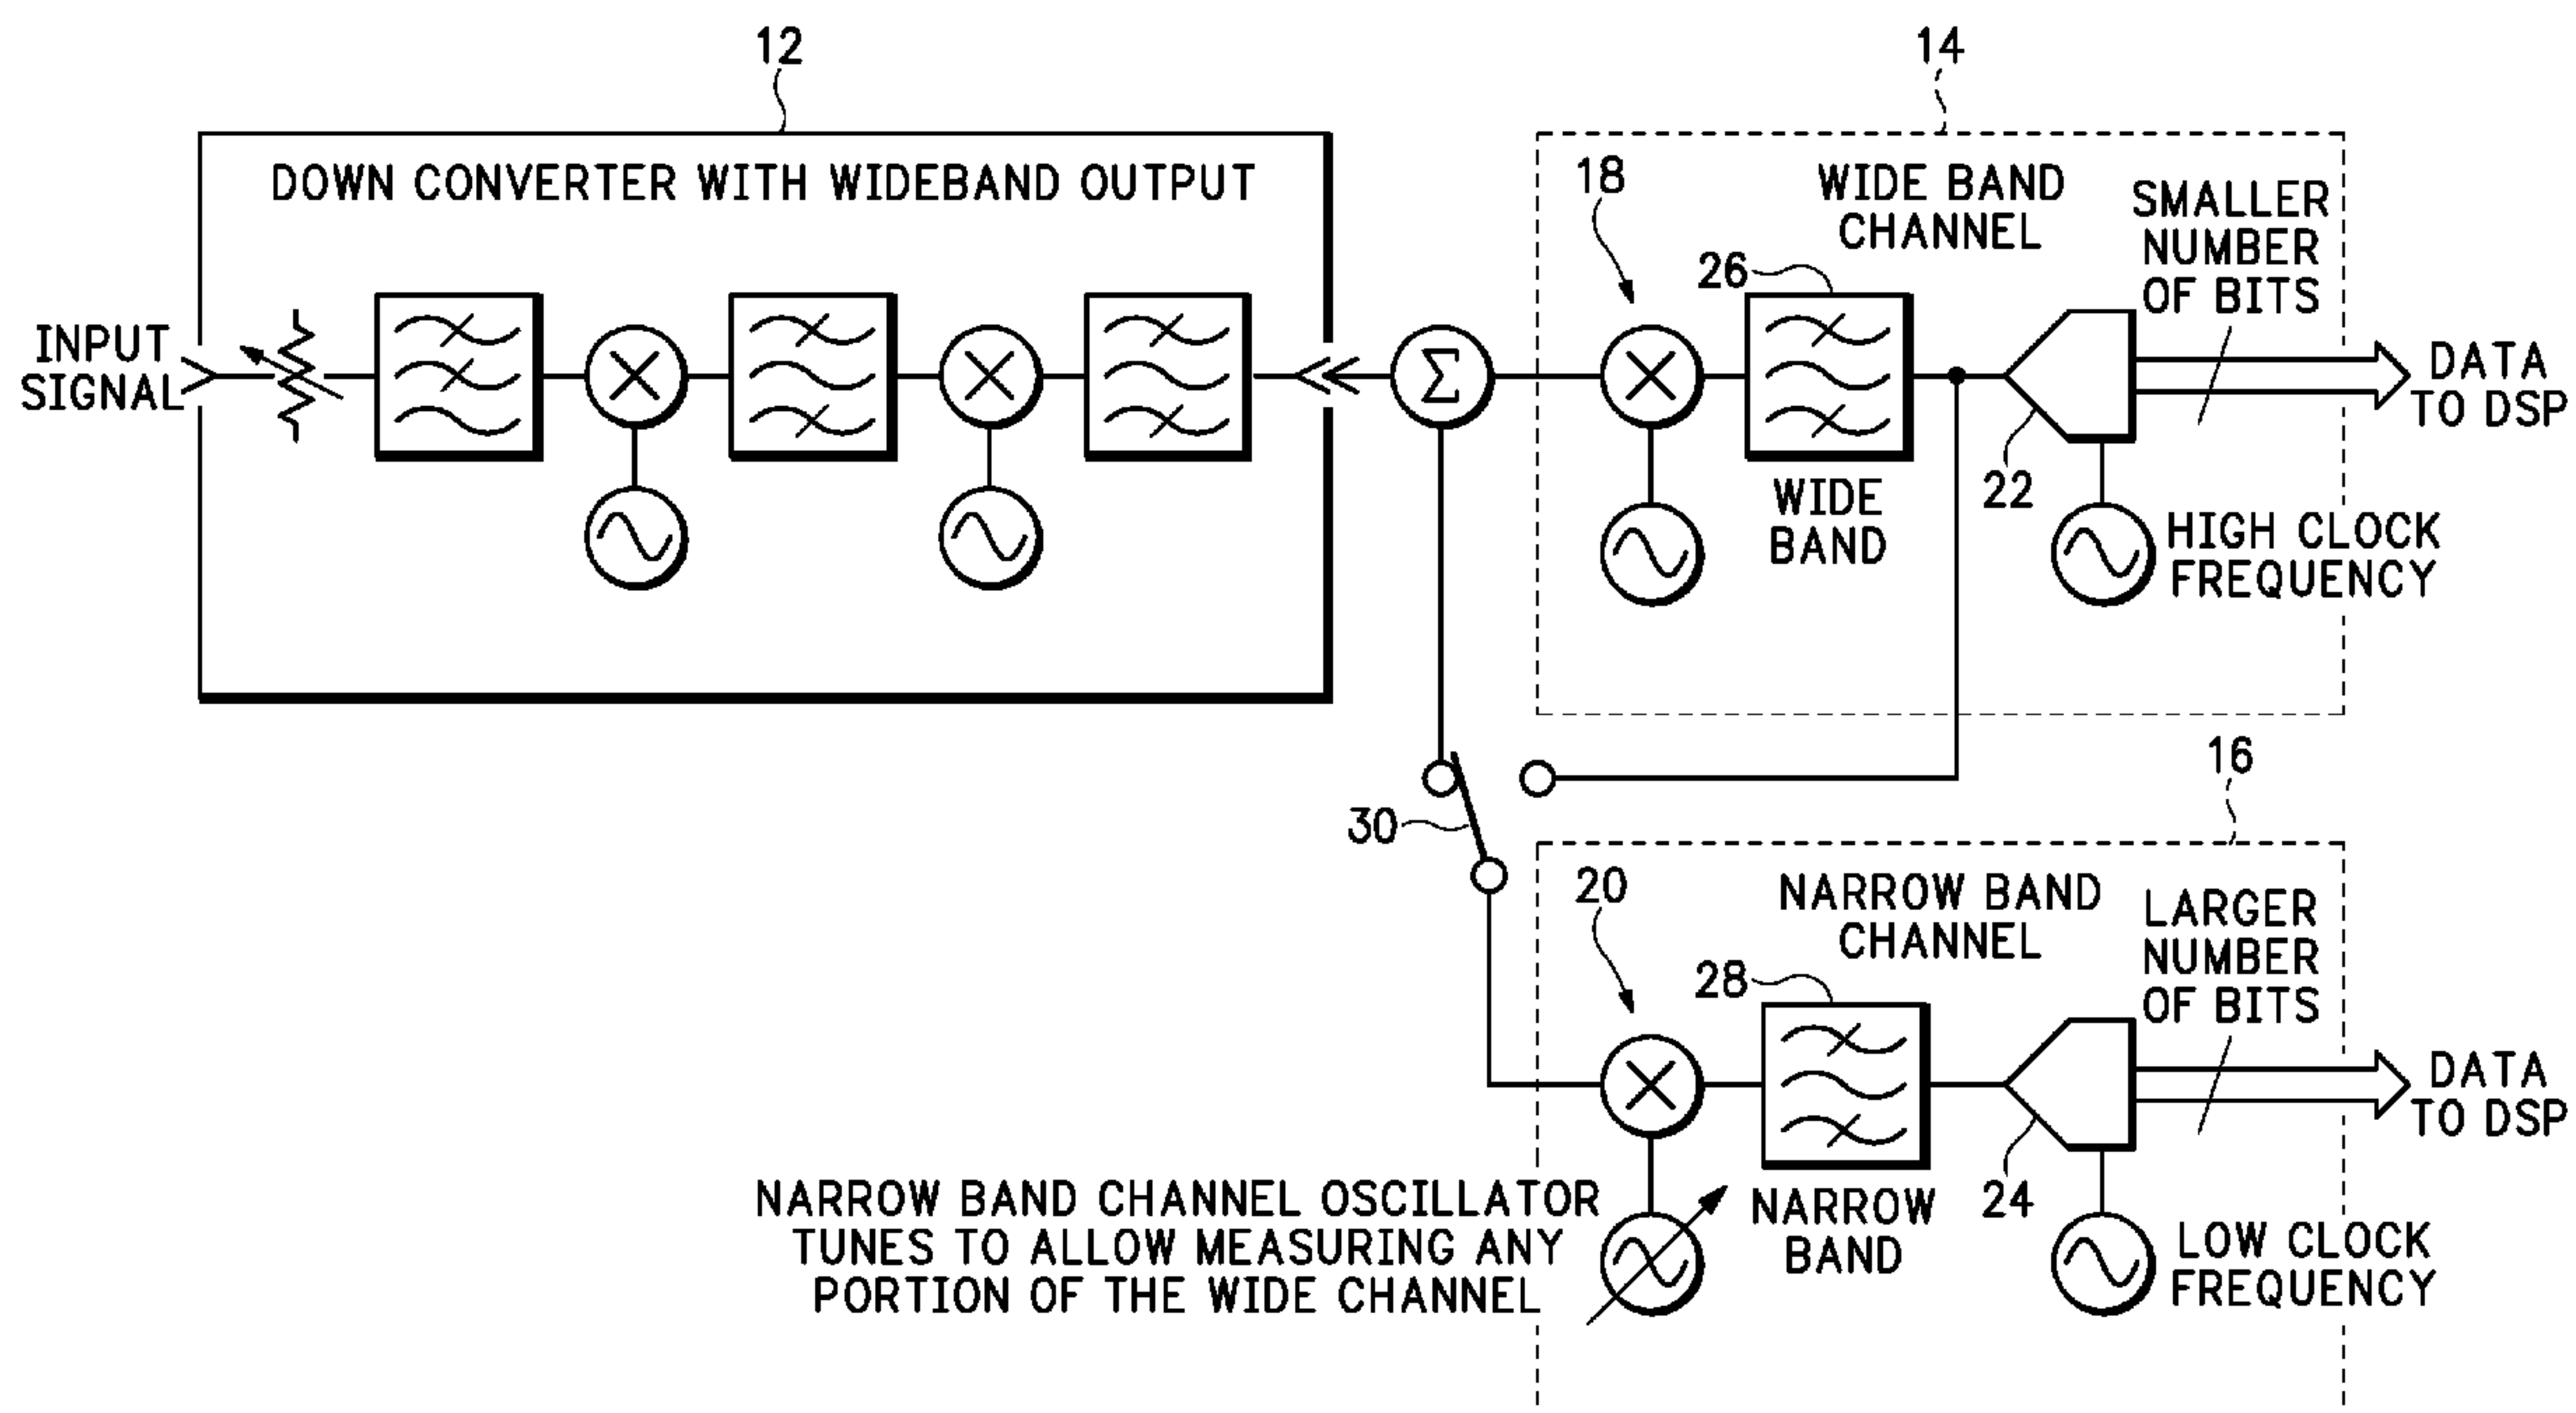 12
DOWN CONVERTER WITH WIDEBAND OUTPUT
INPUT
SIGNAL
Σ
14
18
WIDE BAND
CHANNEL
26
SMALLER
NUMBER
OF BITS
WIDE
BAND
22
HIGH CLOCK
FREQUENCY
DATA
TO DSP
30
16
20
NARROW BAND
CHANNEL
28
LARGER
NUMBER
OF BITS
NARROW
BAND
24
LOW CLOCK
FREQUENCY
DATA
TO DSP
NARROW BAND CHANNEL OSCILLATOR
TUNES TO ALLOW MEASURING ANY
PORTION OF THE WIDE CHANNEL